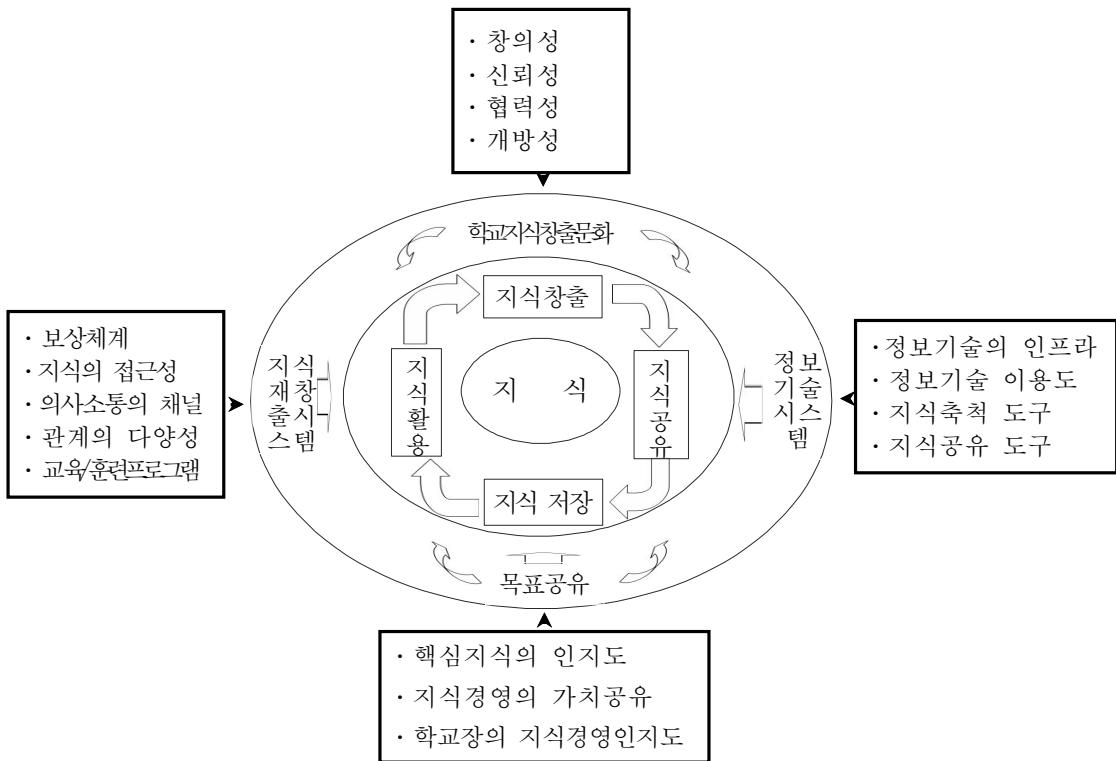 · 창의성
· 신뢰성
· 협력성
· 개방성
학교지식창출문화
지식창출
· 보상체계
· 지식의 접근성
· 의사소통의 채널
· 관계의 다양성
· 교육/훈련프로그램
지식
재창
출시
스템
지식활용
지 식
지식공유
정보
기술
시스
템
· 정보기술의 인프라
· 정보기술 이용도
· 지식축척 도구
· 지식공유 도구
지식 저장
목표공유
· 핵심지식의 인지도
· 지식경영의 가치공유
· 학교장의 지식경영인지도